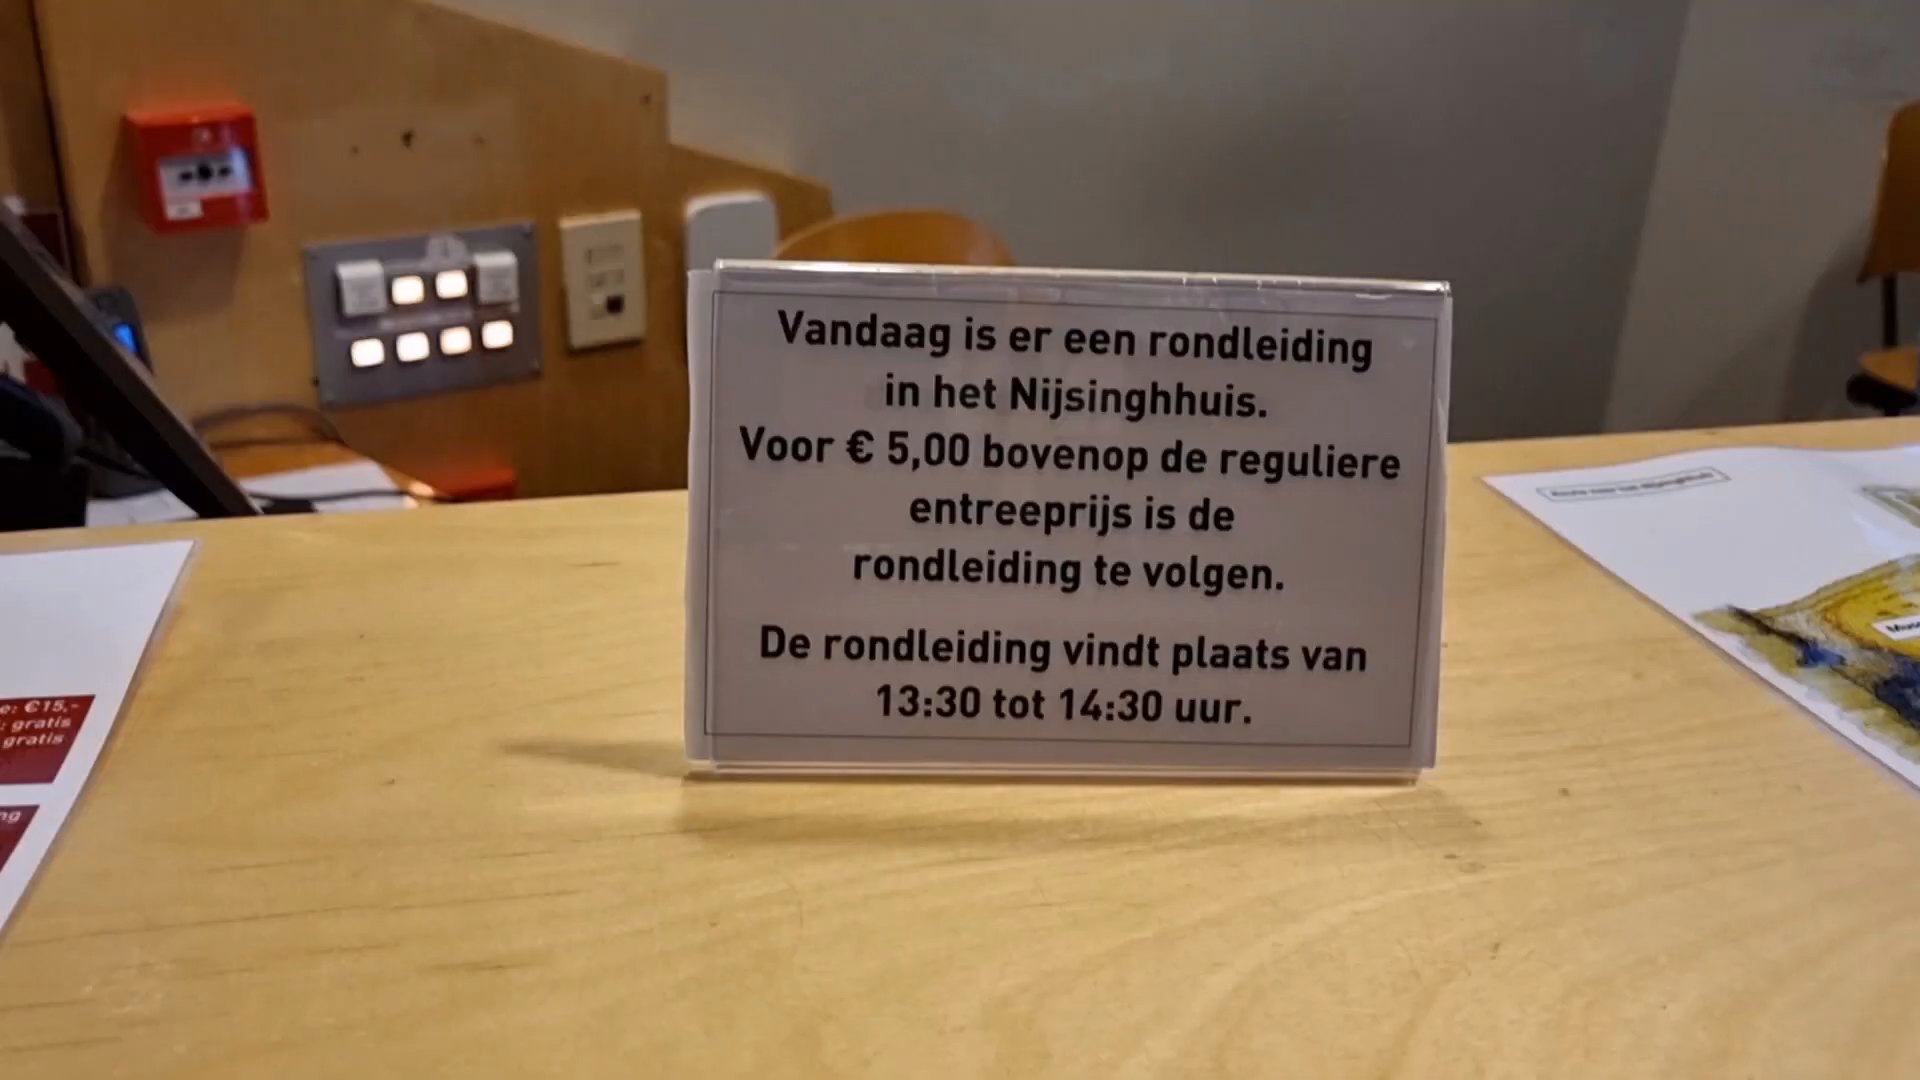 Vandaag is er een rondleiding
in het Nijsinghhuis.
Voor € 5,00 bovenop de reguliere
entreeprijs is de
rondleiding te volgen.
De rondleiding vindt plaats van
13:30 tot 14:30 uur.
e: €15,-
: gratis
gratis
ng